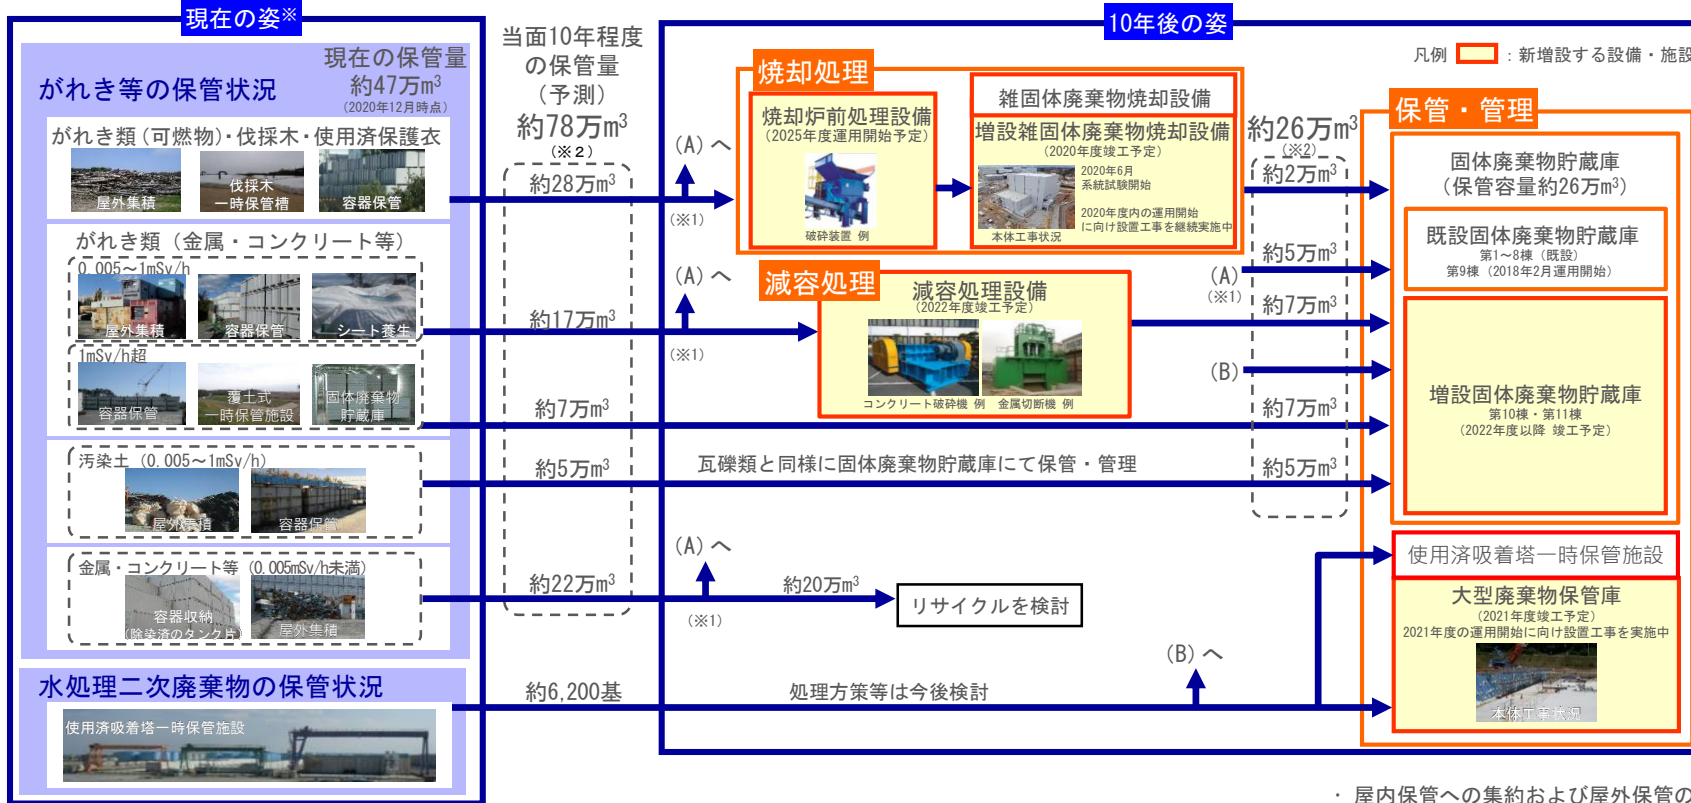 現在の姿※
10年後の姿
凡例
：新増設する設備・施設
がれき等の保管状況
現在の保管量
約47万m³
(2020年12月時点)
がれき類(可燃物)・伐採木・使用済保護衣
屋外集積
伐採木
一時保管槽
容器保管
がれき類（金属・コンクリート等）
0.005～1mSv/h
屋外集積
容器保管
シート養生
1mSv/h超
容器保管
覆土式
一時保管施設
固体廃棄物
貯蔵庫
汚染土（0.005～1mSv/h）
屋外集積
容器保管
金属・コンクリート等（0.005mSv/h未満）
容器収納
(除染済のタンク片)
屋外集積
水処理二次廃棄物の保管状況
使用済吸着塔一時保管施設
当面10年程度
の保管量
（予測）
約78万m³
(※2)
約28万m³
約17万m³
約7万m³
約5万m³
約22万m³
約6,200基
(A) へ
(※1)
(A) へ
(※1)
(A) へ
(※1)
焼却処理
焼却炉前処理設備
(2025年度運用開始予定)
破砕装置 例
雑固体廃棄物焼却設備
増設雑固体廃棄物焼却設備
(2020年度竣工予定)
2020年6月
系統試験開始
2020年度内の運用開始
に向け設置工事を継続実施中
本体工事状況
減容処理
減容処理設備
(2022年度竣工予定)
コンクリート破砕機 例
金属切断機 例
瓦礫類と同様に固体廃棄物貯蔵庫にて保管・管理
約20万m³
リサイクルを検討
処理方策等は今後検討
(B) へ
約26万m³
(※2)
約2万m³
約5万m³
(A)
(※1)
約7万m³
(B)
約7万m³
約5万m³
保管・管理
固体廃棄物貯蔵庫
（保管容量約26万m³）
既設固体廃棄物貯蔵庫
第1～8棟（既設）
第9棟（2018年2月運用開始）
増設固体廃棄物貯蔵庫
第10棟・第11棟
(2022年度以降 竣工予定)
使用済吸着塔一時保管施設
大型廃棄物保管庫
(2021年度竣工予定)
2021年度の運用開始に向け設置工事を実施中
本体工事状況
・ 屋内保管への集約および屋外保管の